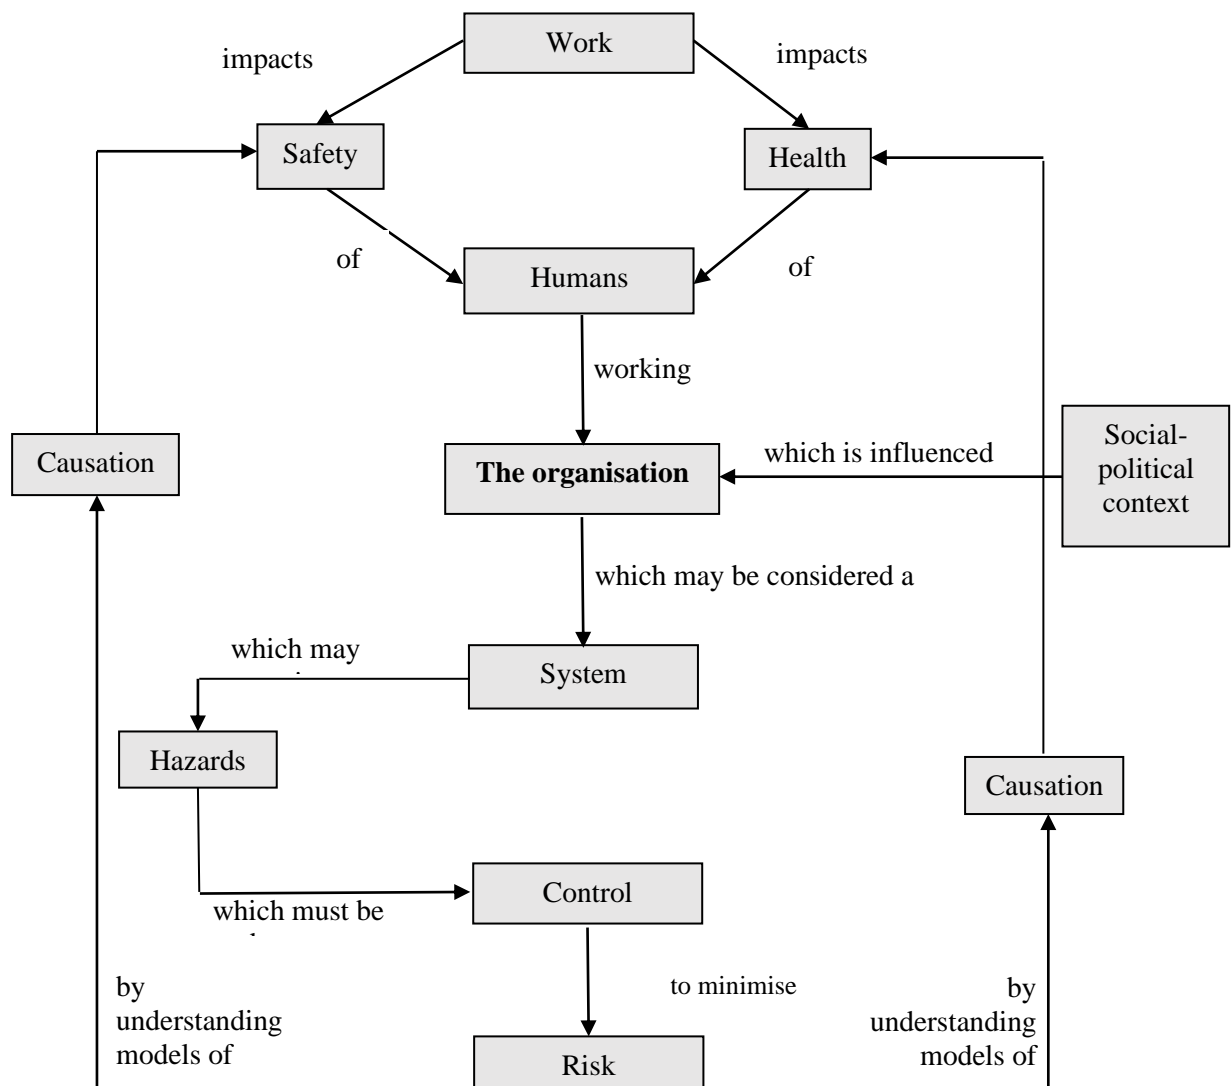 Work
impacts
impacts
Safety
Health
of
of
Humans
working
Causation
The organisation
which is influenced
Social-
political
context
which may be considered a
which may
System
Hazards
Causation
Control
which must be
to minimise
by
understanding
models of
by
understanding
models of
Risk